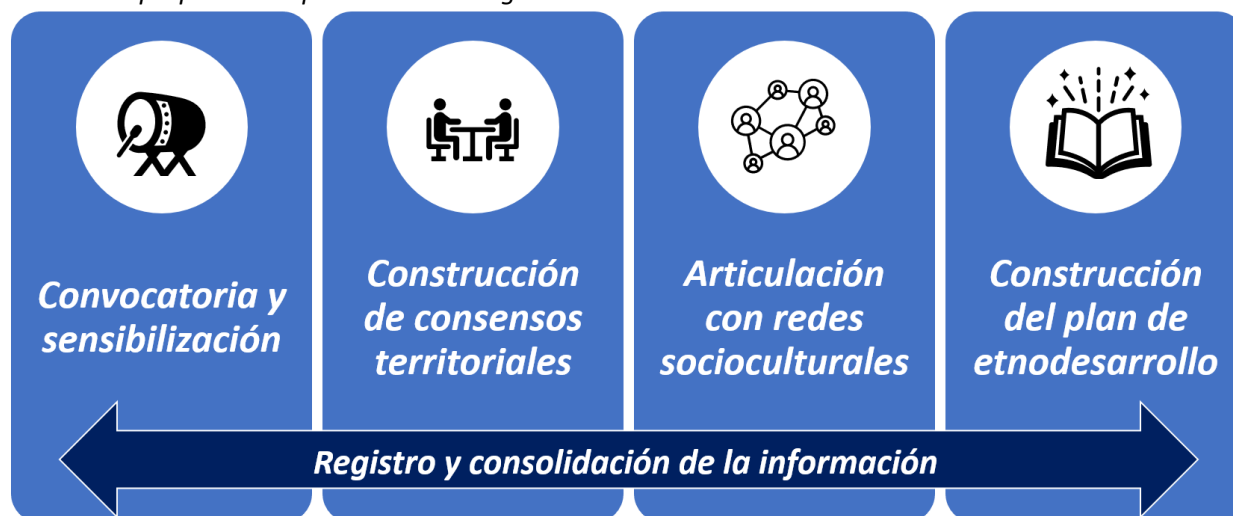 Convocatoria y
sensibilización
Construcción
de consensos
territoriales
Articulación
con redes
socioculturales
Construcción
del plan de
etnodesarrollo
Registro y consolidación de la información